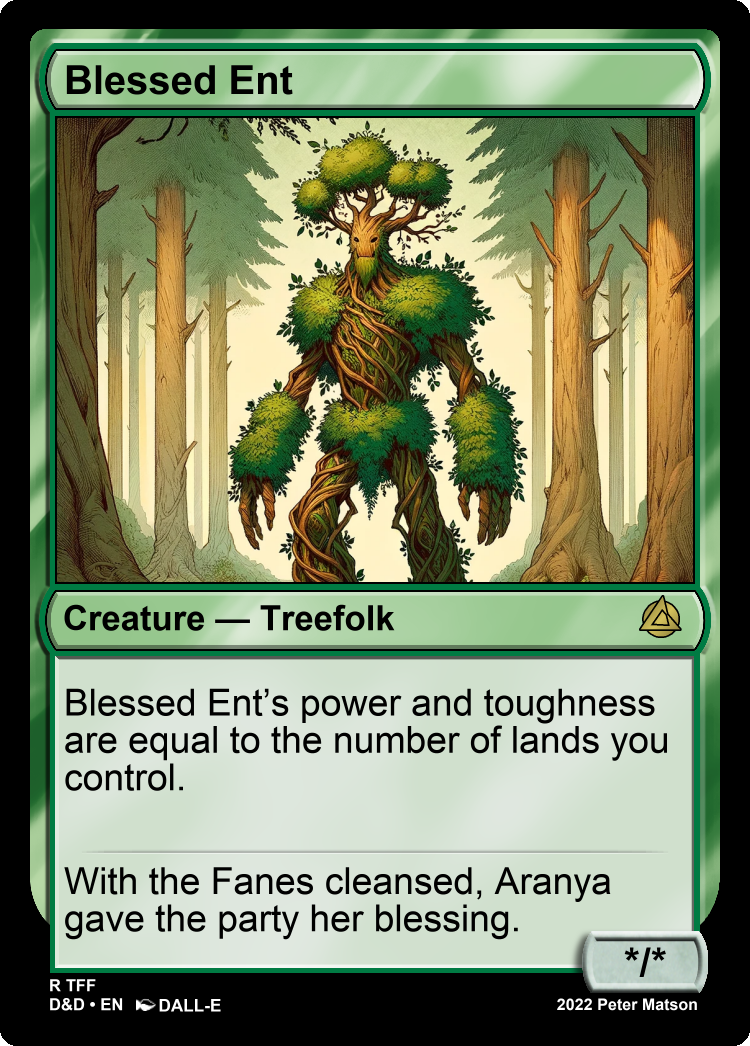 Blessed Ent
Creature — Treefolk
Blessed Ent’s power and toughness
are equal to the number of lands you
control.
With the Fanes cleansed, Aranya
gave the party her blessing.
*/*
R TFF
D&D • EN DALL-E
2022 Peter Matson